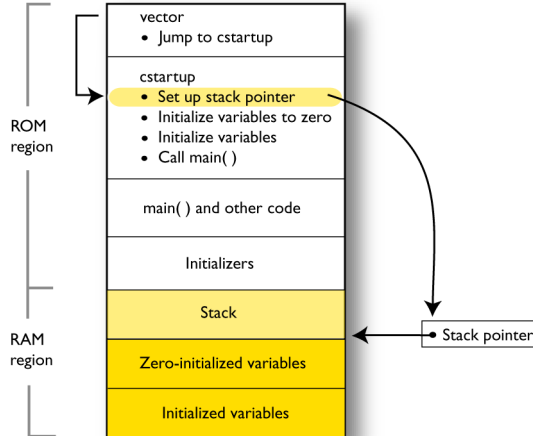 vector
• Jump to cstartup
cstartup
• Set up stack pointer
• Initialize variables to zero
• Initialize variables
• Call main( )
ROM
region
main( ) and other code
Initializers
Stack
RAM
region
Stack pointer
Zero-initialized variables
Initialized variables